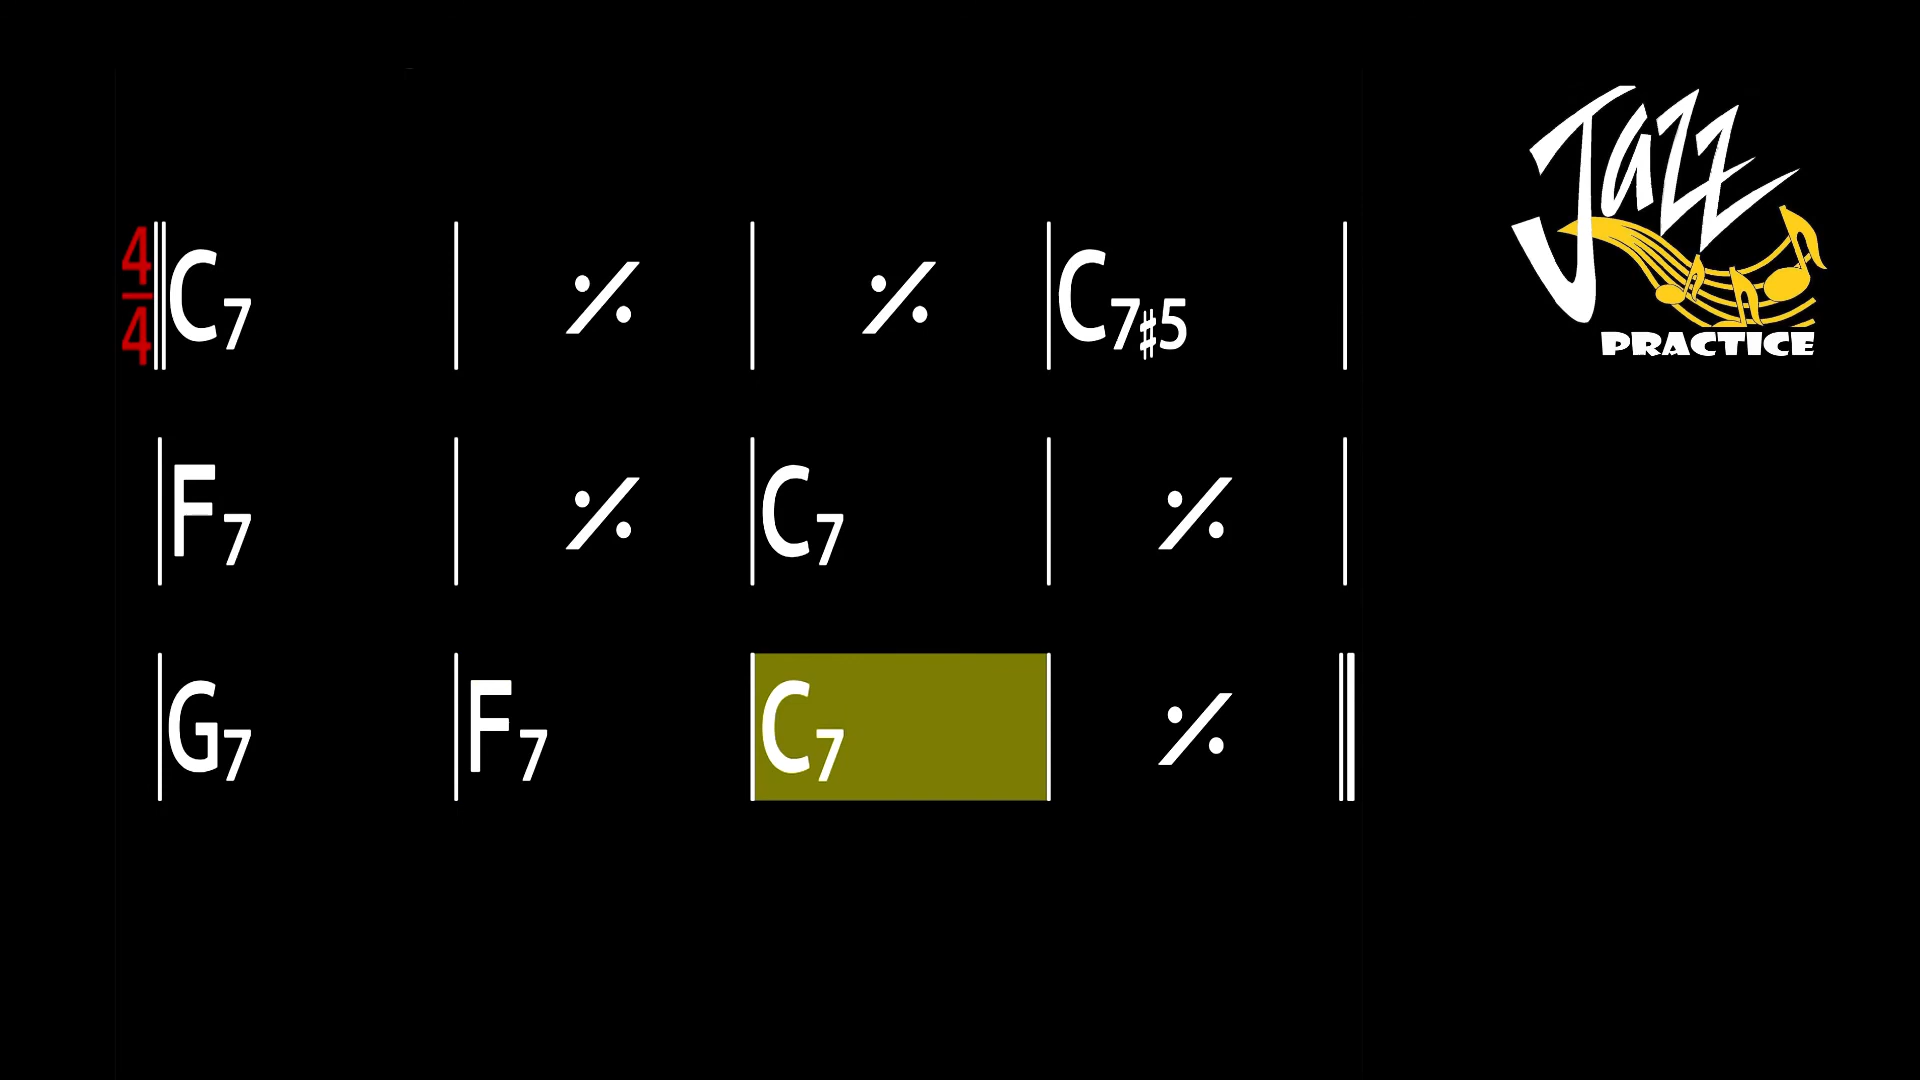 Jazz
PRACTICE
4/4 C7 | 𝄎 | 𝄎 | C7♯5
F7 | 𝄎 | C7 | 𝄎
G7 | F7 | C7 | 𝄎